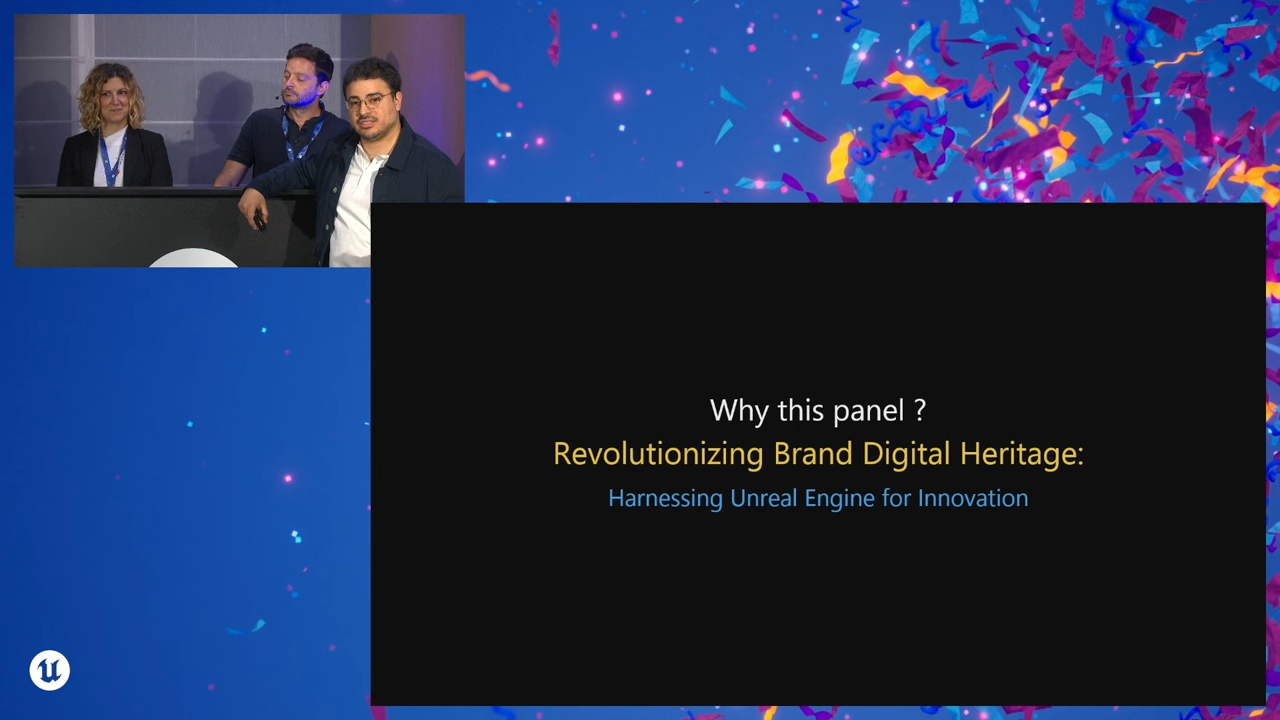 Why this panel ?
Revolutionizing Brand Digital Heritage:
Harnessing Unreal Engine for Innovation